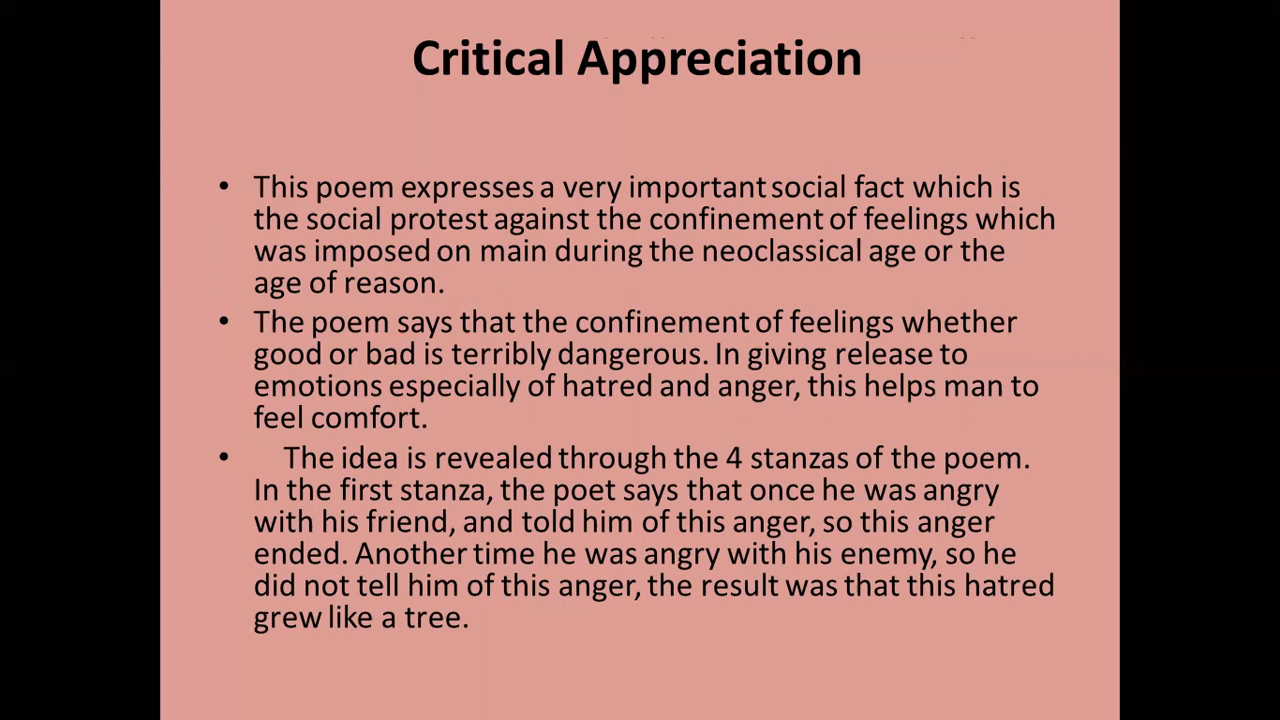 Critical Appreciation
• This poem expresses a very important social fact which is
the social protest against the confinement of feelings which
was imposed on main during the neoclassical age or the
age of reason.
• The poem says that the confinement of feelings whether
good or bad is terribly dangerous. In giving release to
emotions especially of hatred and anger, this helps man to
feel comfort.
• The idea is revealed through the 4 stanzas of the poem.
In the first stanza, the poet says that once he was angry
with his friend, and told him of this anger, so this anger
ended. Another time he was angry with his enemy, so he
did not tell him of this anger, the result was that this hatred
grew like a tree.